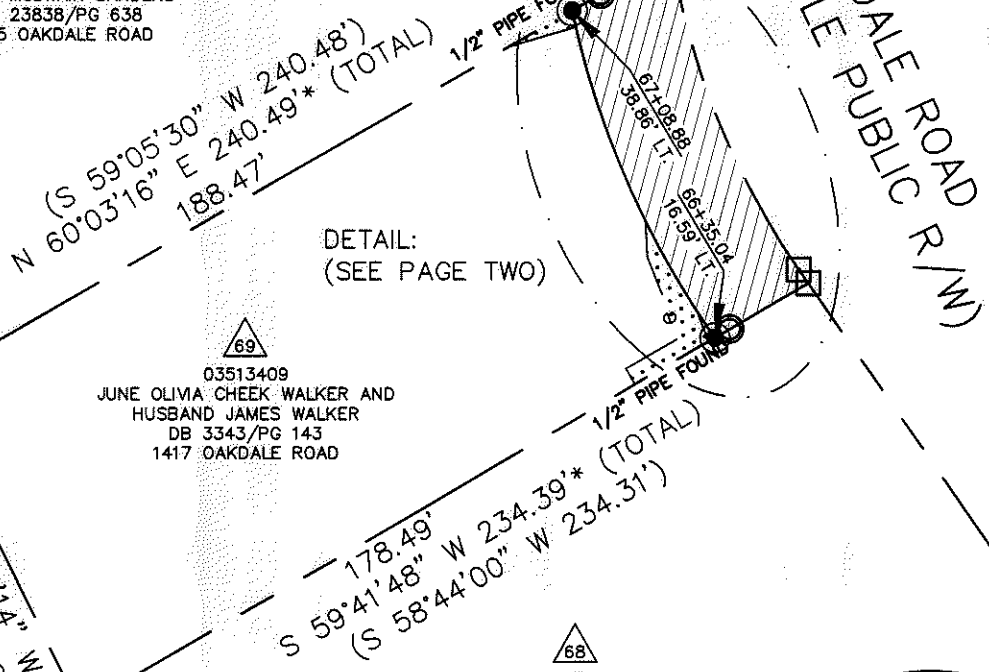 23838/PG 638
OAKDALE ROAD
(S 59°05'30" W 240.48')
N 60°03'16" E 240.49'* (TOTAL)
188.47'
1/2" PIPE
67+08.88
38.86' LT.
66+35.04
16.59' LT.
DALE ROAD
LE PUBLIC R/W)
DETAIL:
(SEE PAGE TWO)
69
03513409
JUNE OLIVIA CHEEK WALKER AND
HUSBAND JAMES WALKER
DB 3343/PG 143
1417 OAKDALE ROAD
1/2" PIPE FOUND
178.49'
S 59°41'48" W 234.39'* (TOTAL)
(S 58°44'00" W 234.31')
68